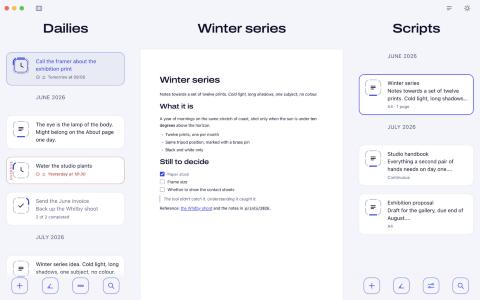 Dailies
Call the framer about the
exhibition print
Tomorrow at 09:00
JUNE 2026
The eye is the lamp of the body.
Might belong on the About page
one day.
Water the studio plants
Send the June invoice
Back up the Whitby shoot
2 of 2 completed
JULY 2026
Winter series idea. Cold light, long
shadows, one subject, no colour.
Winter series
Winter series
Notes towards a set of twelve prints. Cold light, long shadows, one subject, no colour.
What it is
A year of mornings on the same stretch of coast, shot only when the sun is under ten
degrees above the horizon.
- Twelve prints, one per month
- Same tripod position, marked with a brass pin
- Black and white only
Still to decide
Paper stock
Frame size
Whether to show the contact sheets
The tool didn't catch it; understanding caught it.
Reference: the Whitby shoot and the notes in
Scripts
JUNE 2026
Winter series
Notes towards a set of twelve
prints. Cold light, long shadows...
A4 · 1 page
JULY 2026
Studio handbook
Everything a second pair of
hands needs on day one....
Continuous
Exhibition proposal
Draft for the gallery, due end of
August....
A4